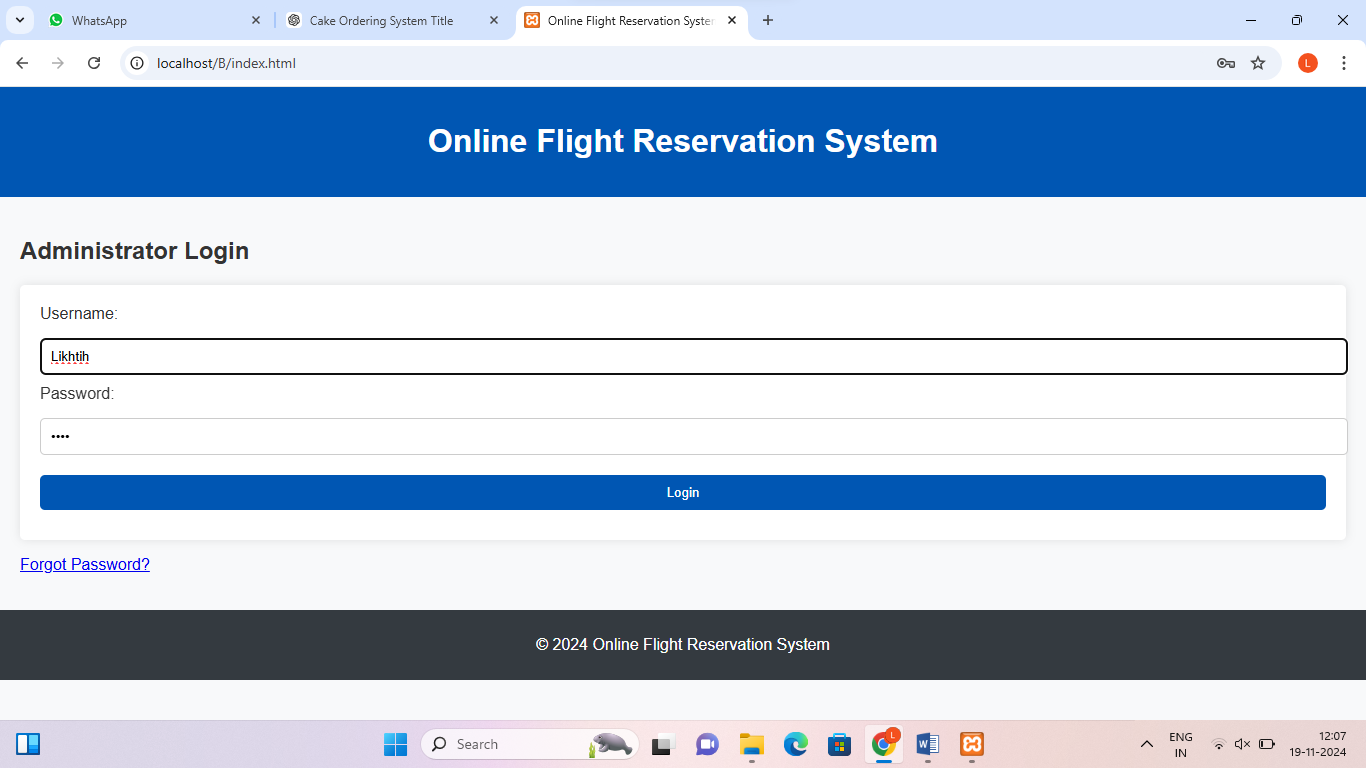 WhatsApp
Cake Ordering System Title
Online Flight Reservation System
localhost/B/index.html
L
Online Flight Reservation System
Administrator Login
Username:
Likhtih
Password:
••••
Login
Forgot Password?
© 2024 Online Flight Reservation System
Search
L
W
ENG
IN
12:07
19-11-2024